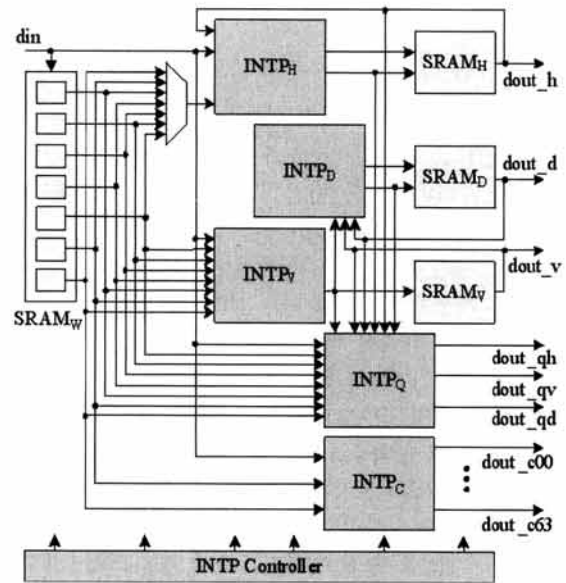 din
INTP_H
SRAM_H
dout_h
INTP_D
SRAM_D
dout_d
INTP_V
SRAM_V
dout_v
SRAM_W
INTP_Q
dout_qh
dout_qv
dout_qd
INTP_C
dout_c00
dout_c63
INTP Controller